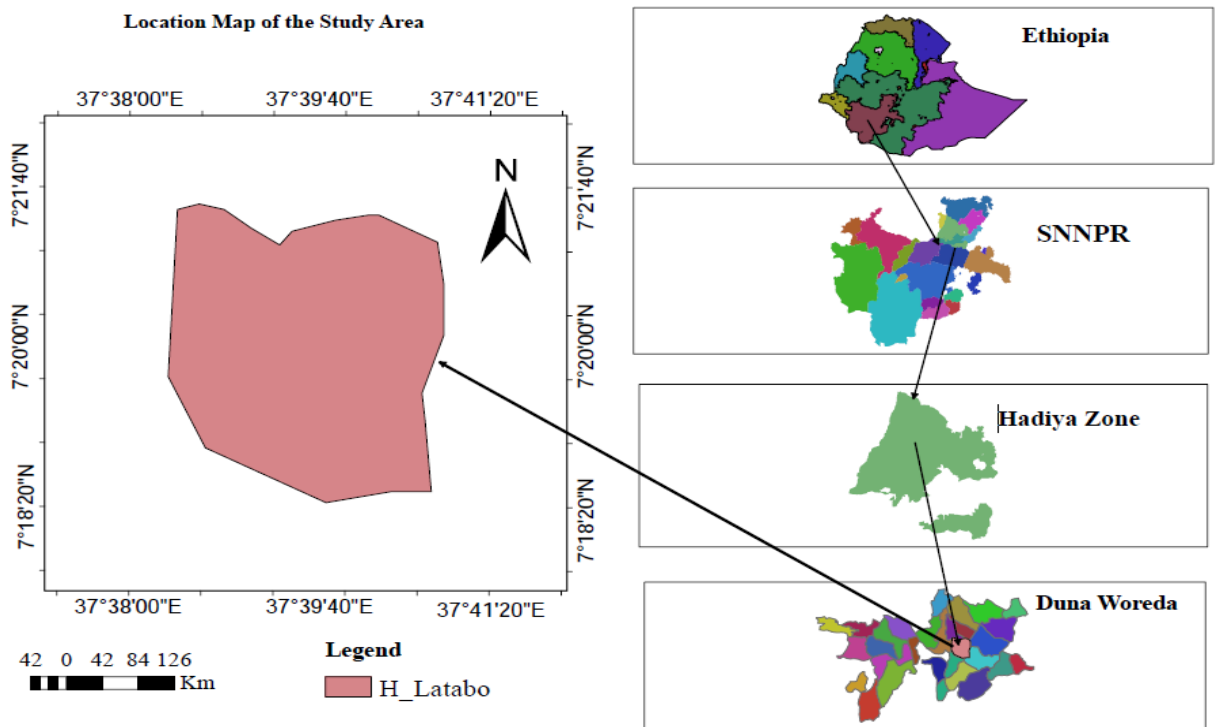 Location Map of the Study Area
37°38'00"E 37°39'40"E 37°41'20"E
7°21'40"N 7°21'40"N
7°20'00"N 7°20'00"N
7°18'20"N 7°18'20"N
N
37°38'00"E 37°39'40"E 37°41'20"E
42 0 42 84 126
Km
Legend
H_Latabo
Ethiopia
SNNPR
Hadiya Zone
Duna Woreda